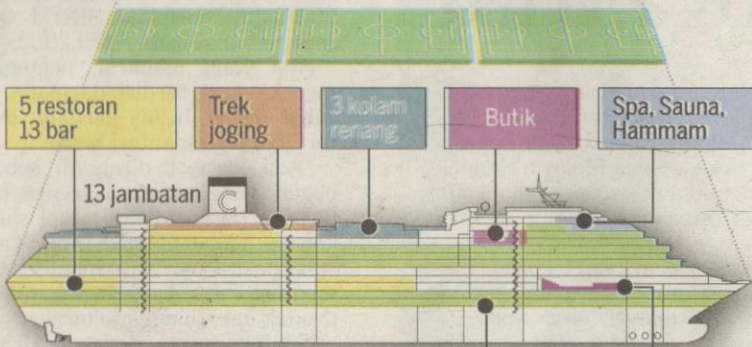 5 restoran
13 bar
Trek
joging
3 kolam
renang
Butik
Spa, Sauna,
Hammam
13 jambatan
C